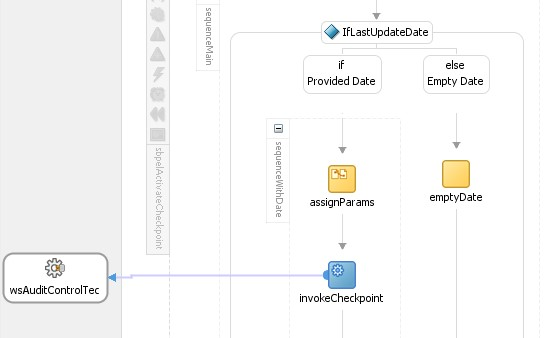 sequenceMain
IfLastUpdateDate
if
Provided Date
else
Empty Date
sbpelActivateCheckpoint
sequenceWithDate
assignParams
emptyDate
wsAuditControlTec
invokeCheckpoint